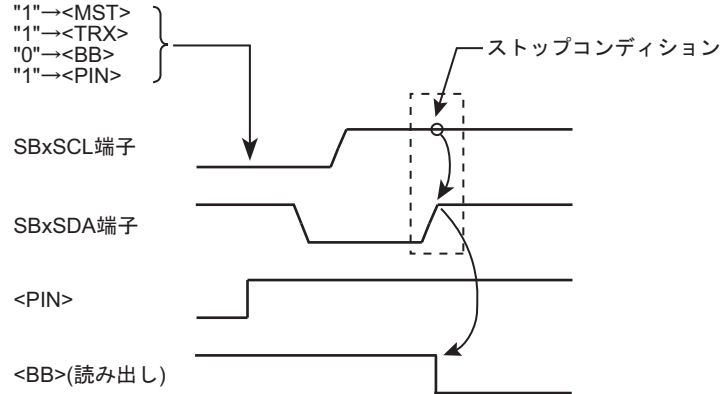 "1"→<MST>
"1"→<TRX>
"0"→<BB>
"1"→<PIN>
ストップコンディション
SBxSCL端子
SBxSDA端子
<PIN>
<BB>(読み出し)